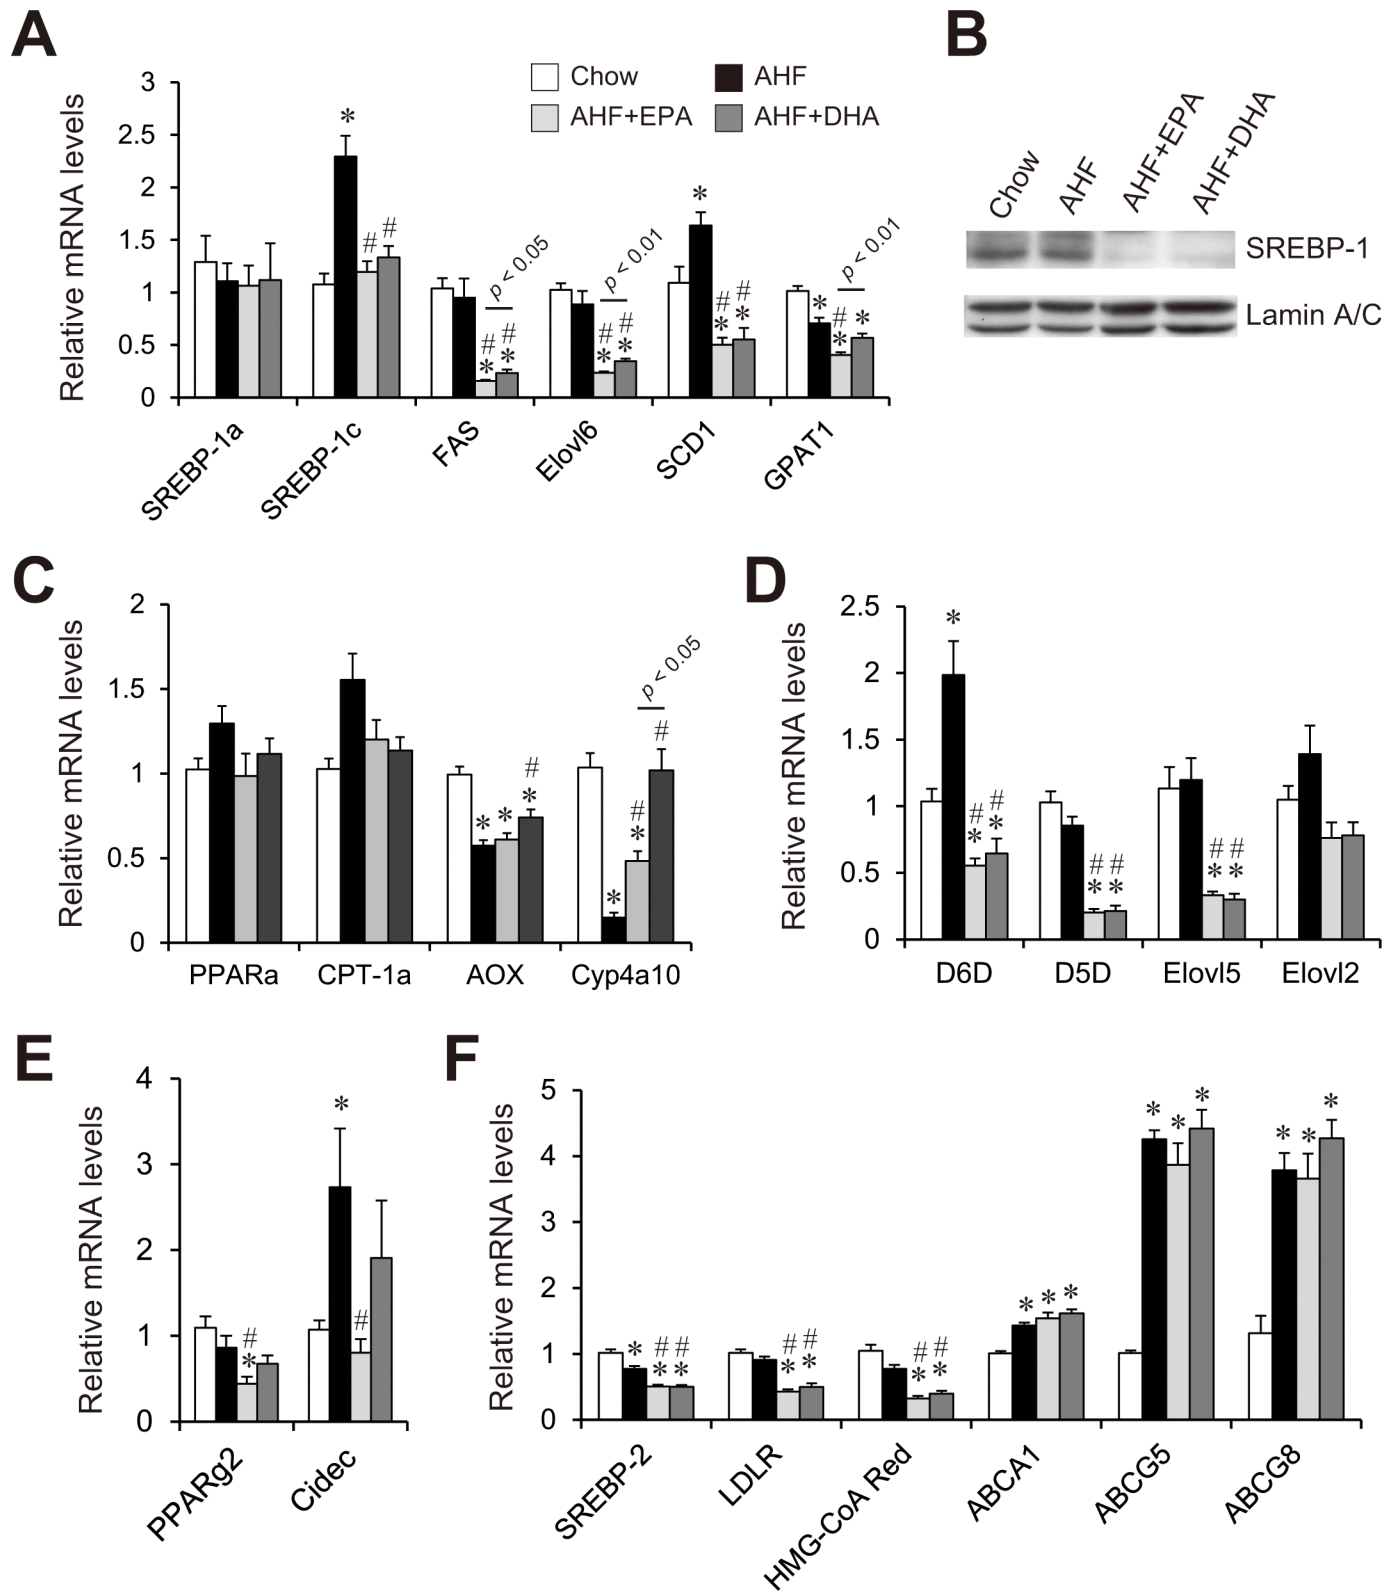 A
Chow
AHF
AHF+EPA
AHF+DHA
Relative mRNA levels
3
2.5
2
1.5
1
0.5
0
*
# #
p < 0.05
# #
* *
p < 0.01
# #
* *
*
# #
* *
p < 0.01
* # *
*
SREBP-1a
SREBP-1c
FAS
Elovl6
SCD1
GPAT1
B
Chow
AHF
AHF+EPA
AHF+DHA
SREBP-1
Lamin A/C
C
Relative mRNA levels
2
1.5
1
0.5
0
#
* * *
p < 0.05
#
#
*
*
PPARa
CPT-1a
AOX
Cyp4a10
D
Relative mRNA levels
2.5
2
1.5
1
0.5
0
*
# #
* *
# #
* *
# #
* *
D6D
D5D
Elovl5
Elovl2
E
Relative mRNA levels
4
3
2
1
0
#
*
*
#
PPARg2
Cidec
F
Relative mRNA levels
5
4
3
2
1
0
# #
* * *
# #
* *
# #
* *
* * *
* * *
* * *
SREBP-2
LDLR
HMG-CoA Red
ABCA1
ABCG5
ABCG8